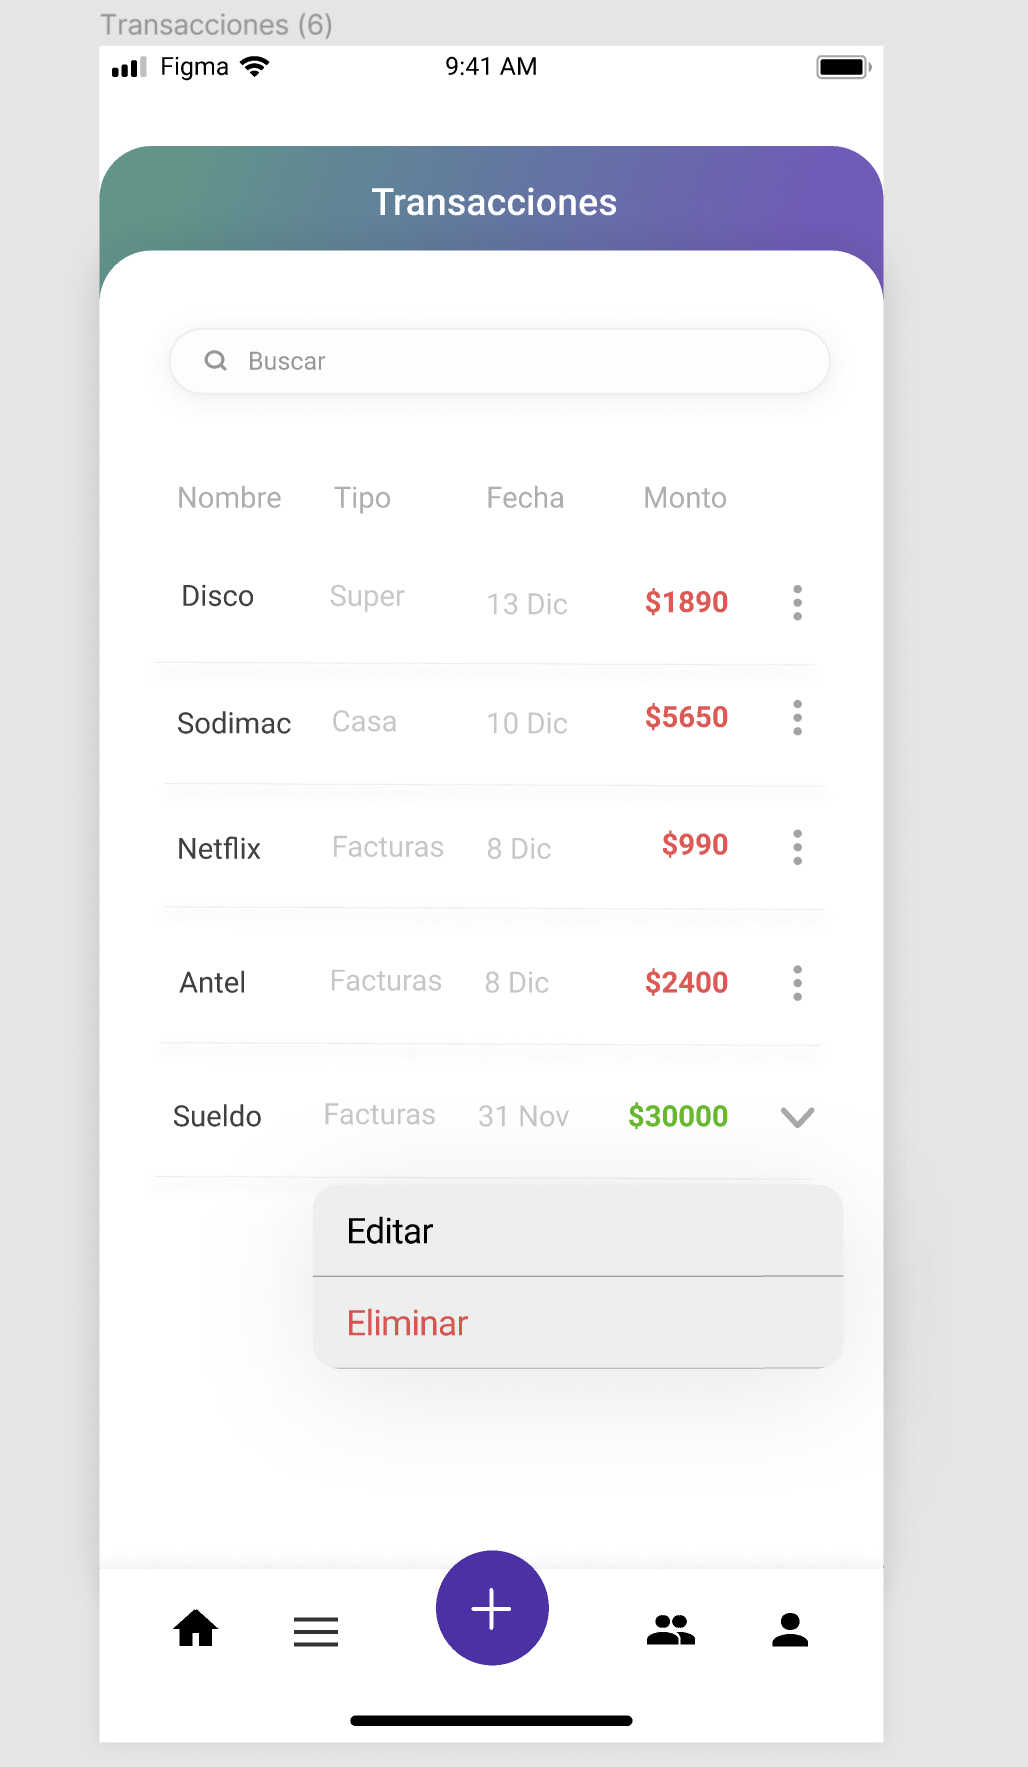 Transacciones (6)
Figma 9:41 AM
Transacciones
Buscar
Nombre Tipo Fecha Monto
Disco Super 13 Dic $1890
Sodimac Casa 10 Dic $5650
Netflix Facturas 8 Dic $990
Antel Facturas 8 Dic $2400
Sueldo Facturas 31 Nov $30000
Editar
Eliminar